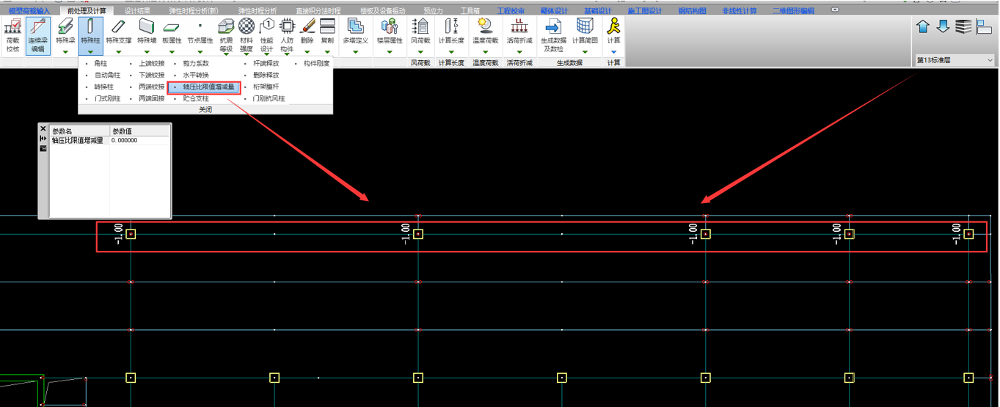 模型荷载输入 前处理及计算 设计结果 弹性时程分析(新) 弹性时程分析 直接积分法时程 楼板及设备振动 预应力 工具箱 工程校审 砌体设计 基础设计 施工图设计 钢结构图 非线性计算 二维图形编辑
荷载校核 连续梁编辑 特殊梁 特殊柱 特殊支撑 特殊墙 板属性 节点属性 抗震等级 材料强度 性能设计 人防构件 删除 复制 多塔定义 楼层属性 风荷载 计算长度 温度荷载 活荷折减 生成数据及数检 计算简图 计算
风荷载 计算长度 温度荷载 活荷折减 生成数据 计算
第13标准层
角柱 上端铰接 剪力系数 杆端释放 构件刚度
自动角柱 下端铰接 水平转换 删除释放
转换柱 两端铰接 轴压比限值增减量 桁架腹杆
门式刚柱 两端固接 贮仓支柱 门刚抗风柱
关闭
参数名 参数值
轴压比限值增减量 0.000000
-1.00 -1.00 -1.00 -1.00 -1.00